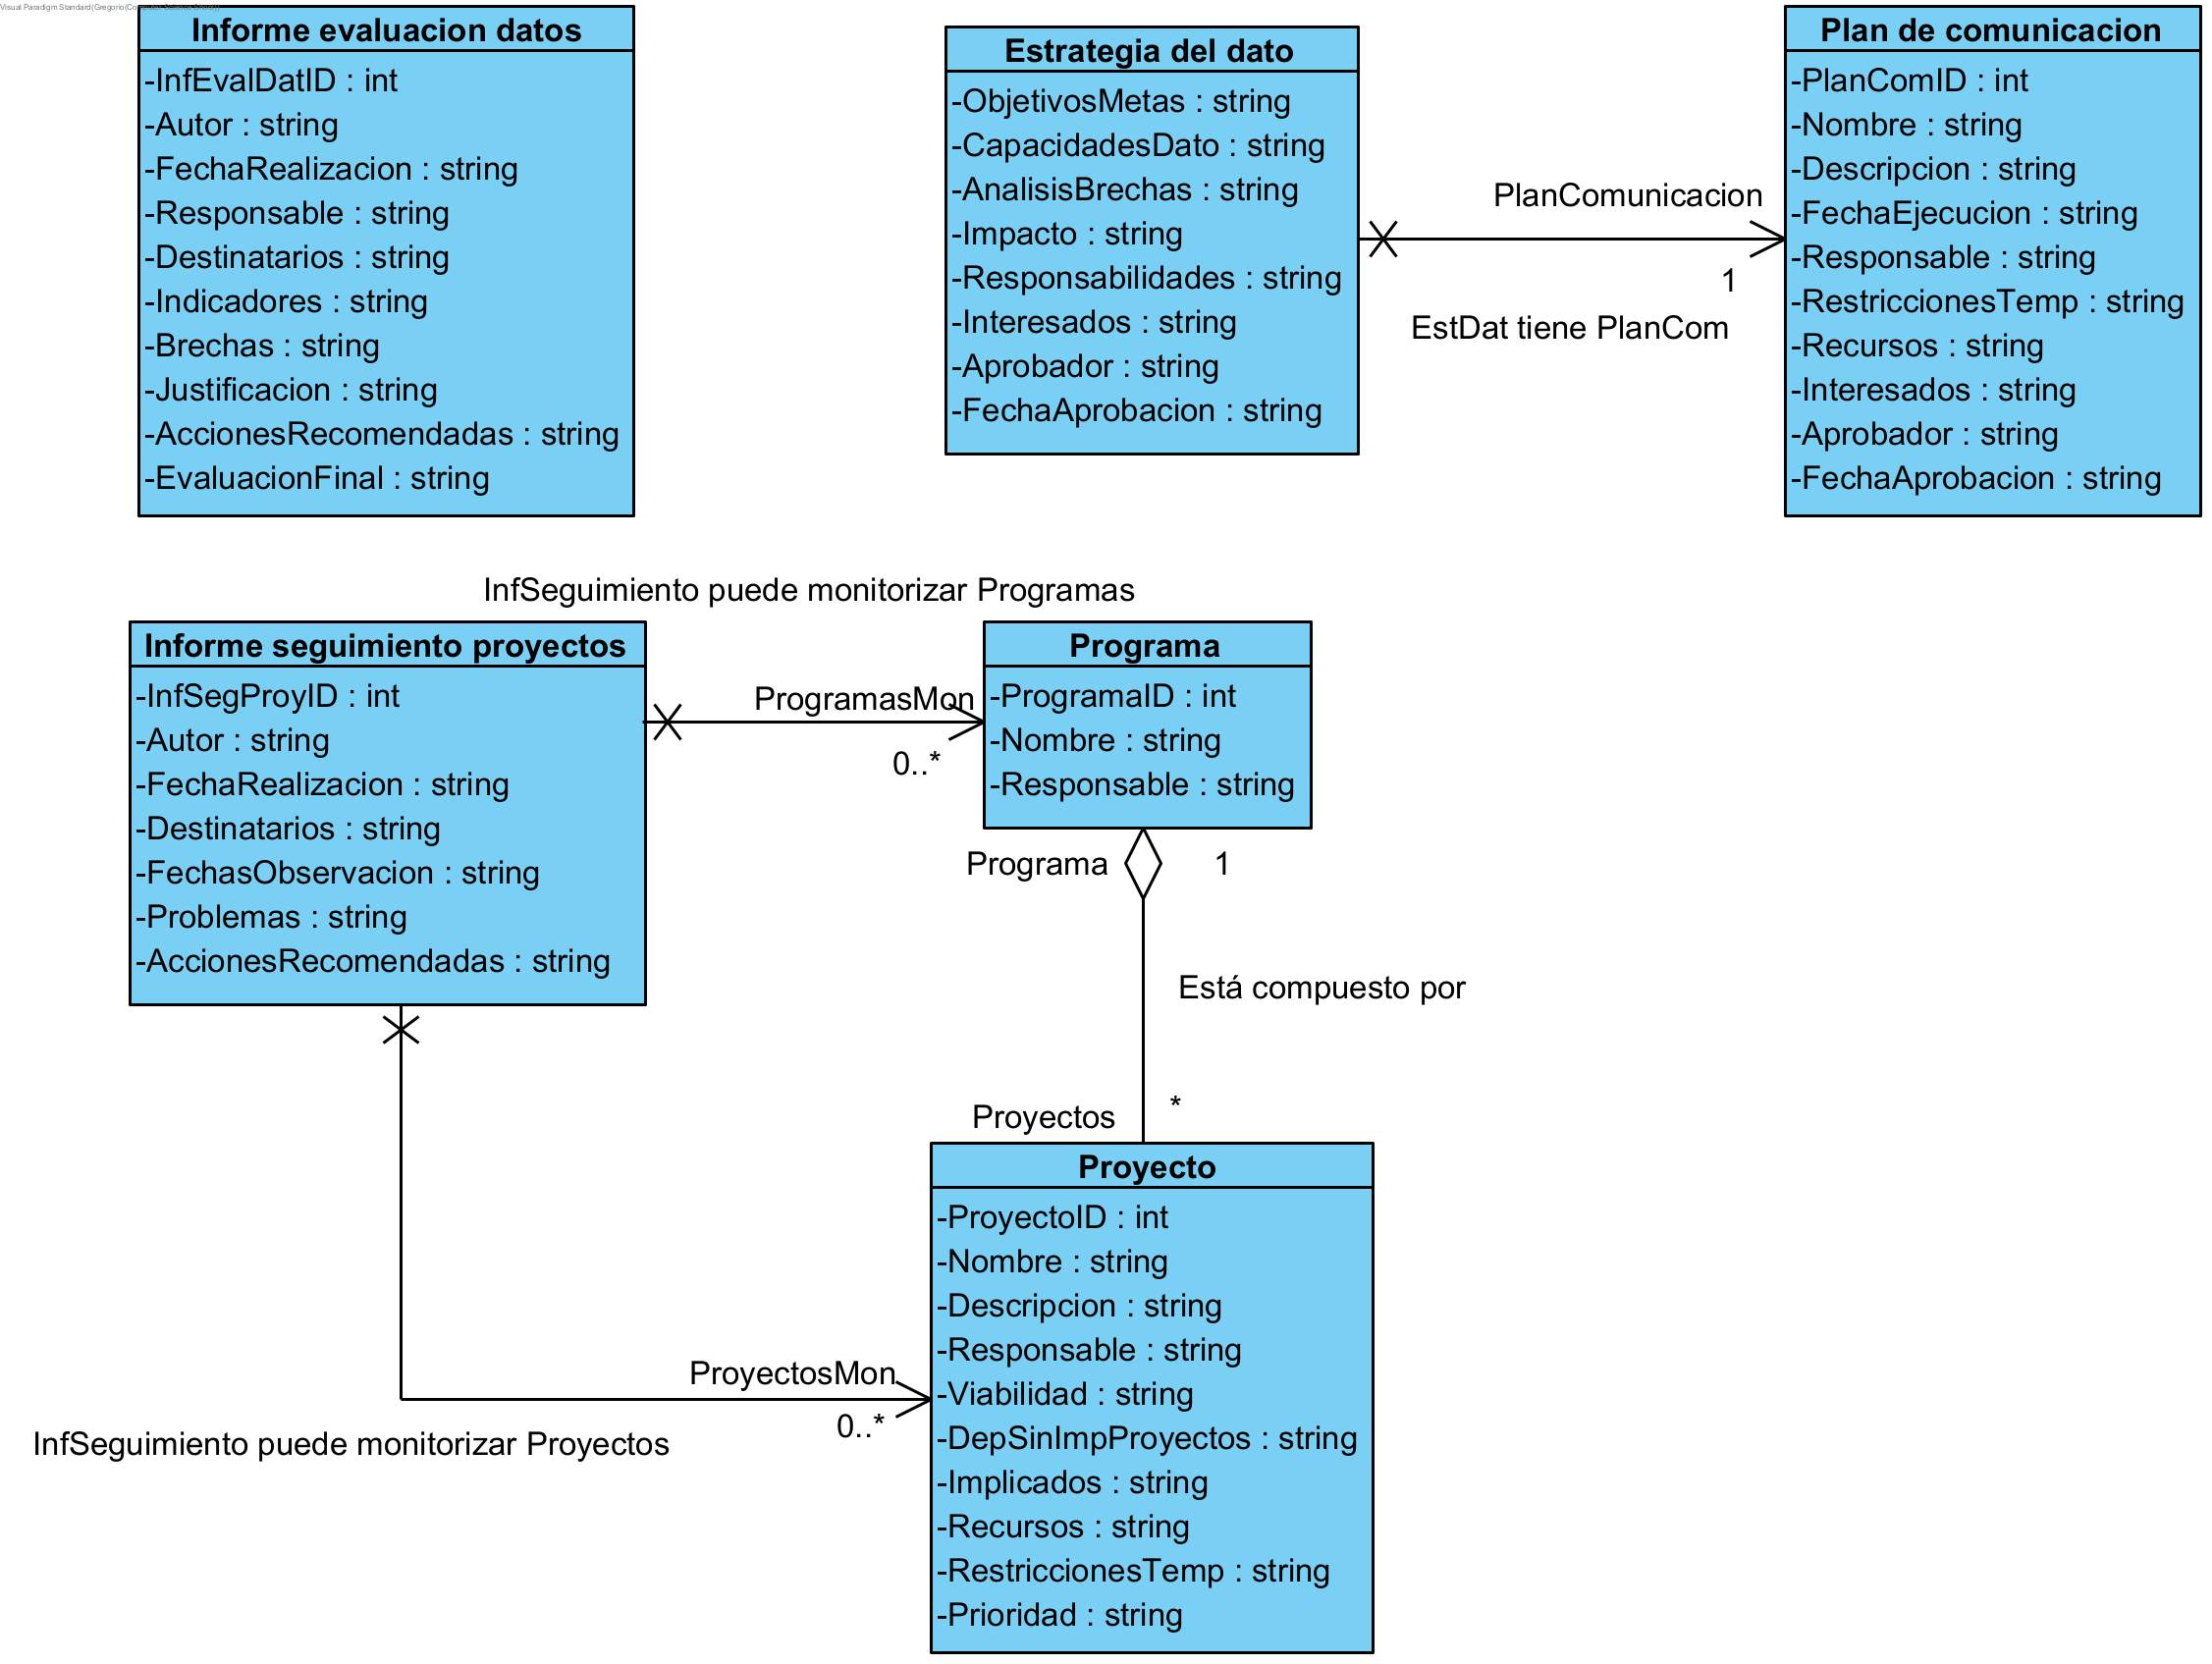 Visual Paradigm Standard(Gregorio(Computer Science School))
Informe evaluacion datos
-InfEvalDatID : int
-Autor : string
-FechaRealizacion : string
-Responsable : string
-Destinatarios : string
-Indicadores : string
-Brechas : string
-Justificacion : string
-AccionesRecomendadas : string
-EvaluacionFinal : string
Estrategia del dato
-ObjetivosMetas : string
-CapacidadesDato : string
-AnalisisBrechas : string
-Impacto : string
-Responsabilidades : string
-Interesados : string
-Aprobador : string
-FechaAprobacion : string
PlanComunicacion
1
EstDat tiene PlanCom
Plan de comunicacion
-PlanComID : int
-Nombre : string
-Descripcion : string
-FechaEjecucion : string
-Responsable : string
-RestriccionesTemp : string
-Recursos : string
-Interesados : string
-Aprobador : string
-FechaAprobacion : string
InfSeguimiento puede monitorizar Programas
Informe seguimiento proyectos
-InfSegProyID : int
-Autor : string
-FechaRealizacion : string
-Destinatarios : string
-FechasObservacion : string
-Problemas : string
-AccionesRecomendadas : string
ProgramasMon
0..*
Programa
-ProgramaID : int
-Nombre : string
-Responsable : string
Programa
1
Está compuesto por
Proyectos
*
Proyecto
-ProyectoID : int
-Nombre : string
-Descripcion : string
-Responsable : string
-Viabilidad : string
-DepSinImpProyectos : string
-Implicados : string
-Recursos : string
-RestriccionesTemp : string
-Prioridad : string
ProyectosMon
0..*
InfSeguimiento puede monitorizar Proyectos